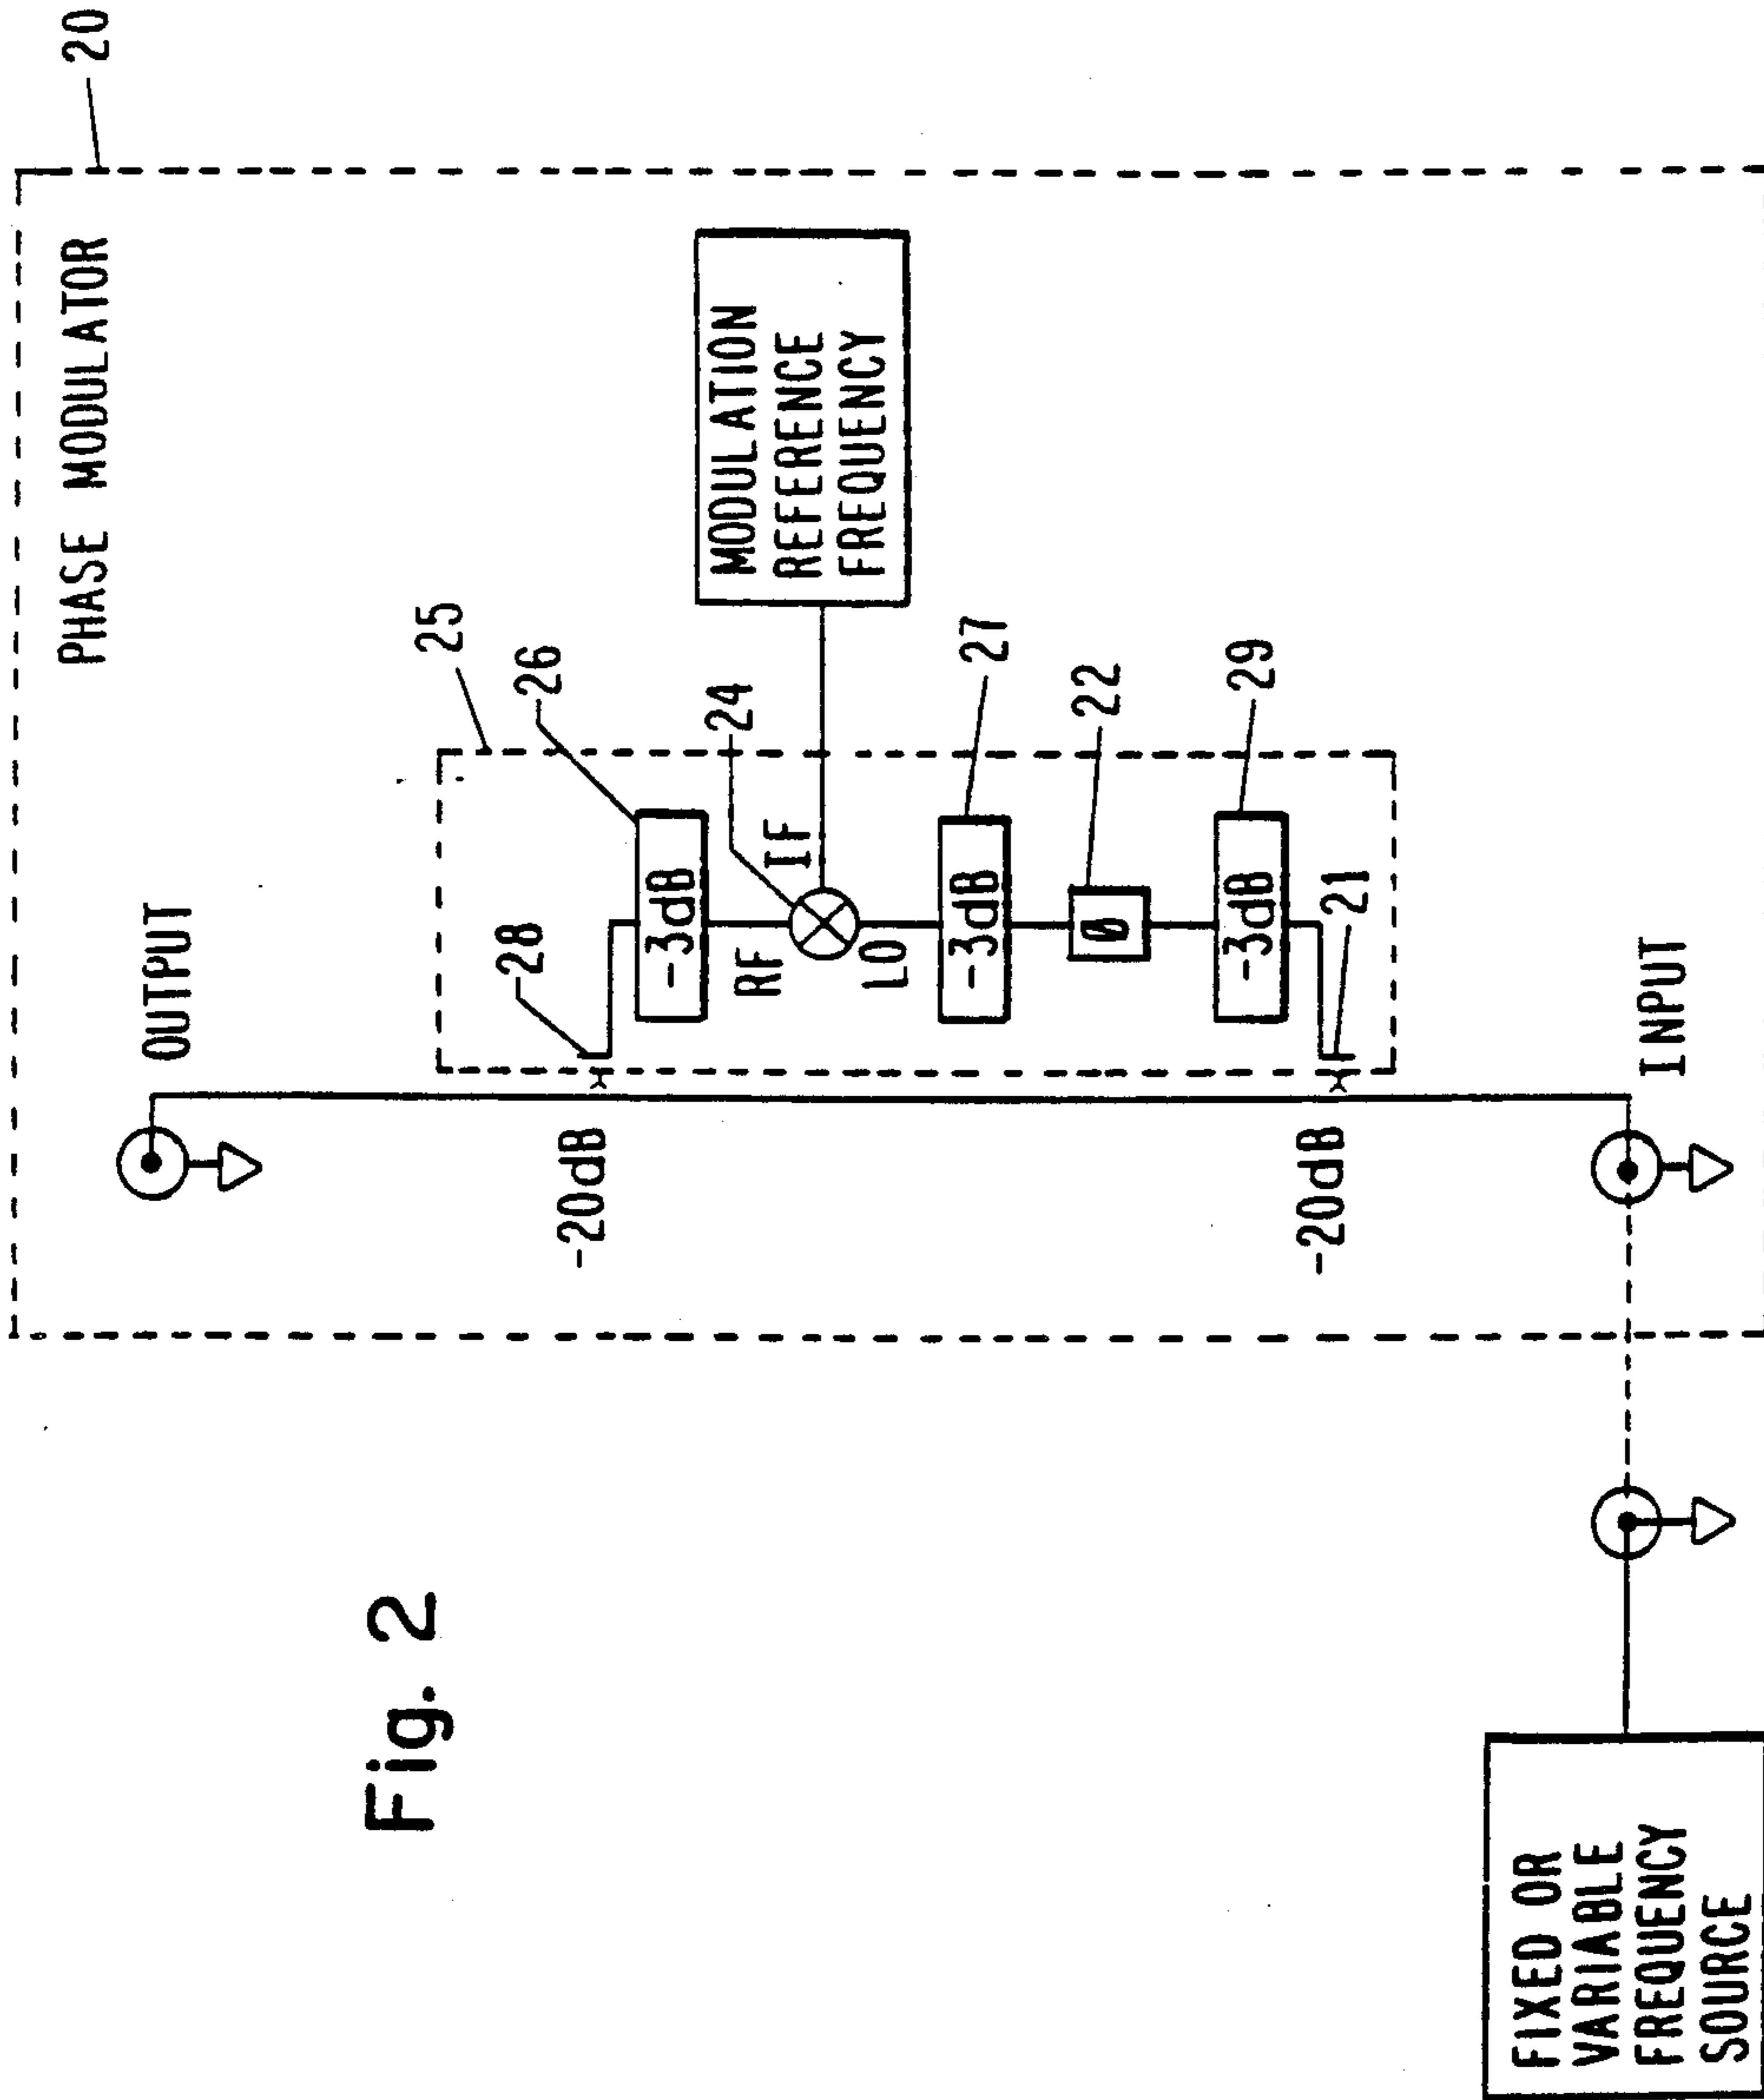 20
PHASE MODULATOR
OUTPUT
25
26
28
-3dB
24
-20dB
RF
IF
MODULATION
REFERENCE
FREQUENCY
LO
27
-3dB
22
Ø
29
-3dB
21
-20dB
INPUT
Fig. 2
FIXED OR
VARIABLE
FREQUENCY
SOURCE